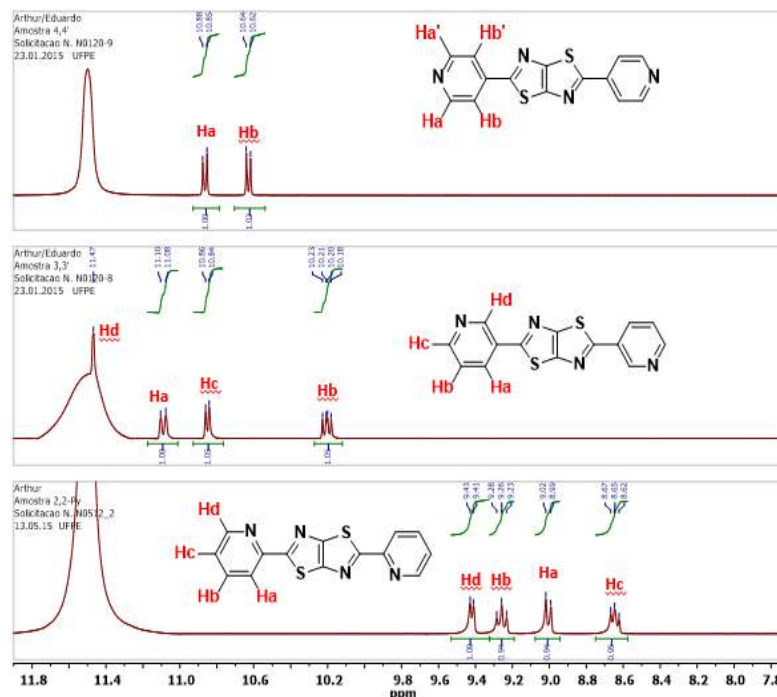 Arthur/Eduardo
Amostra 4,4'
Solicitacao N. N0120-9
23.01.2015 UFPE
10.88
10.85
10.64
10.62
Ha' Hb'
N S N
N
S N
Ha Hb
Ha Hb
1.00
1.02
Arthur/Eduardo
Amostra 3,3'
Solicitacao N. N0120-8
23.01.2015 UFPE
11.47
11.10
11.08
10.86
10.84
10.23
10.21
10.20
10.18
Hd
N Hd
N S
Hc
S N N
Hb Ha
Ha Hc Hb
1.00
1.05
1.05
Arthur
Amostra 2,2-Py
Solicitacao N. N0512_2
13.05.15 UFPE
9.43
9.41
9.28
9.26
9.23
9.02
8.99
8.67
8.65
8.62
Hd
N N S
Hc
S N N
Hb Ha
Hd Hb Ha Hc
1.00
11.8 11.4 11.0 10.6 10.2 9.8 9.6 9.4 9.2 9.0 8.8 8.6 8.4 8.2 8.0
ppm